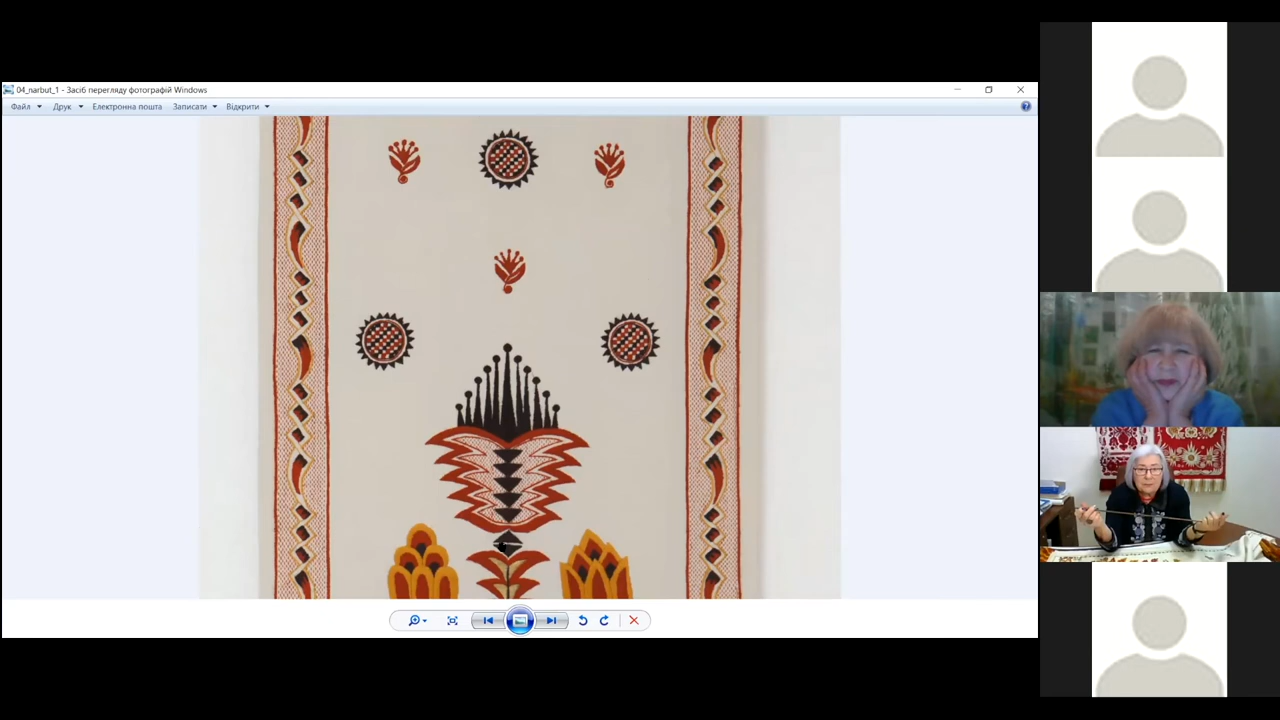 04_narbut_1 - Засіб перегляду фотографій Windows
Файл Друк Електронна пошта Записати Відкрити